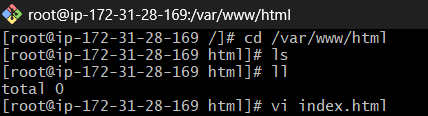 root@ip-172-31-28-169:/var/www/html
[root@ip-172-31-28-169 /]# cd /var/www/html
[root@ip-172-31-28-169 html]# ls
[root@ip-172-31-28-169 html]# ll
total 0
[root@ip-172-31-28-169 html]# vi index.html